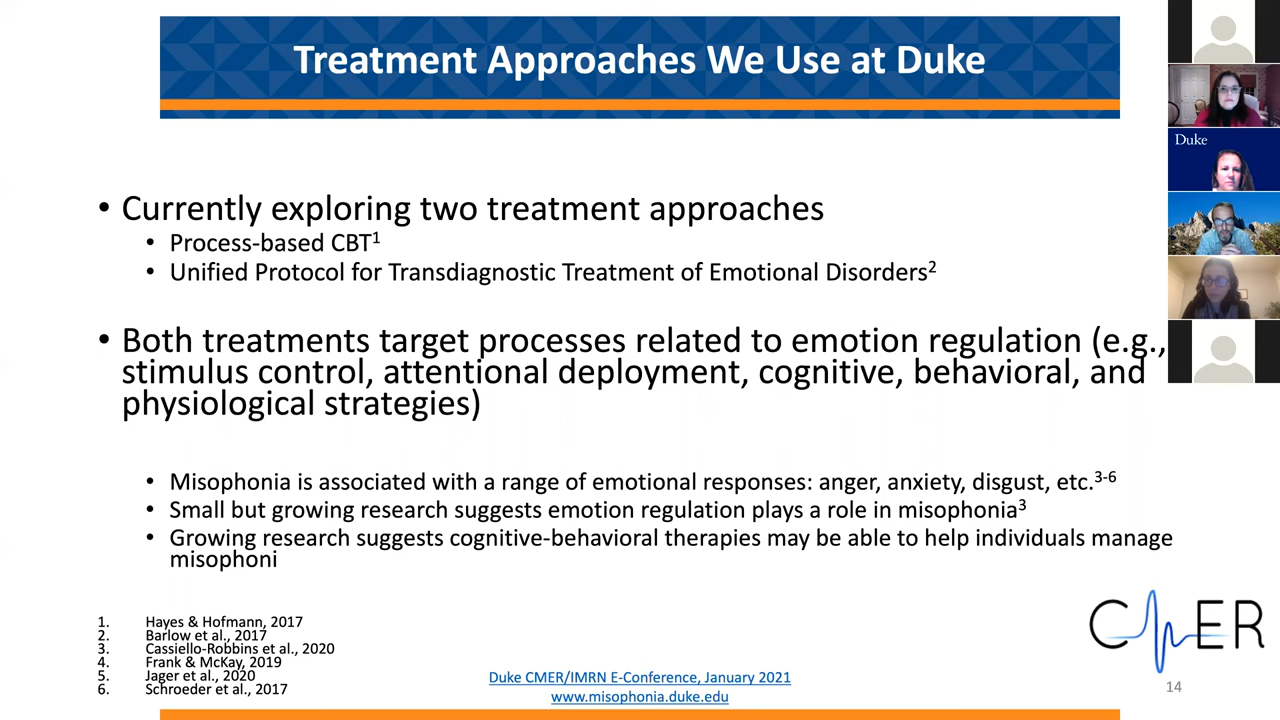 Treatment Approaches We Use at Duke
Duke
• Currently exploring two treatment approaches
• Process-based CBT1
• Unified Protocol for Transdiagnostic Treatment of Emotional Disorders2
• Both treatments target processes related to emotion regulation (e.g.,
stimulus control, attentional deployment, cognitive, behavioral, and
physiological strategies)
• Misophonia is associated with a range of emotional responses: anger, anxiety, disgust, etc.3-6
• Small but growing research suggests emotion regulation plays a role in misophonia3
• Growing research suggests cognitive-behavioral therapies may be able to help individuals manage
misophoni
1. Hayes & Hofmann, 2017
2. Barlow et al., 2017
3. Cassiello-Robbins et al., 2020
4. Frank & McKay, 2019
5. Jager et al., 2020
6. Schroeder et al., 2017
Duke CMER/IMRN E-Conference, January 2021
www.misophonia.duke.edu
CMER
14